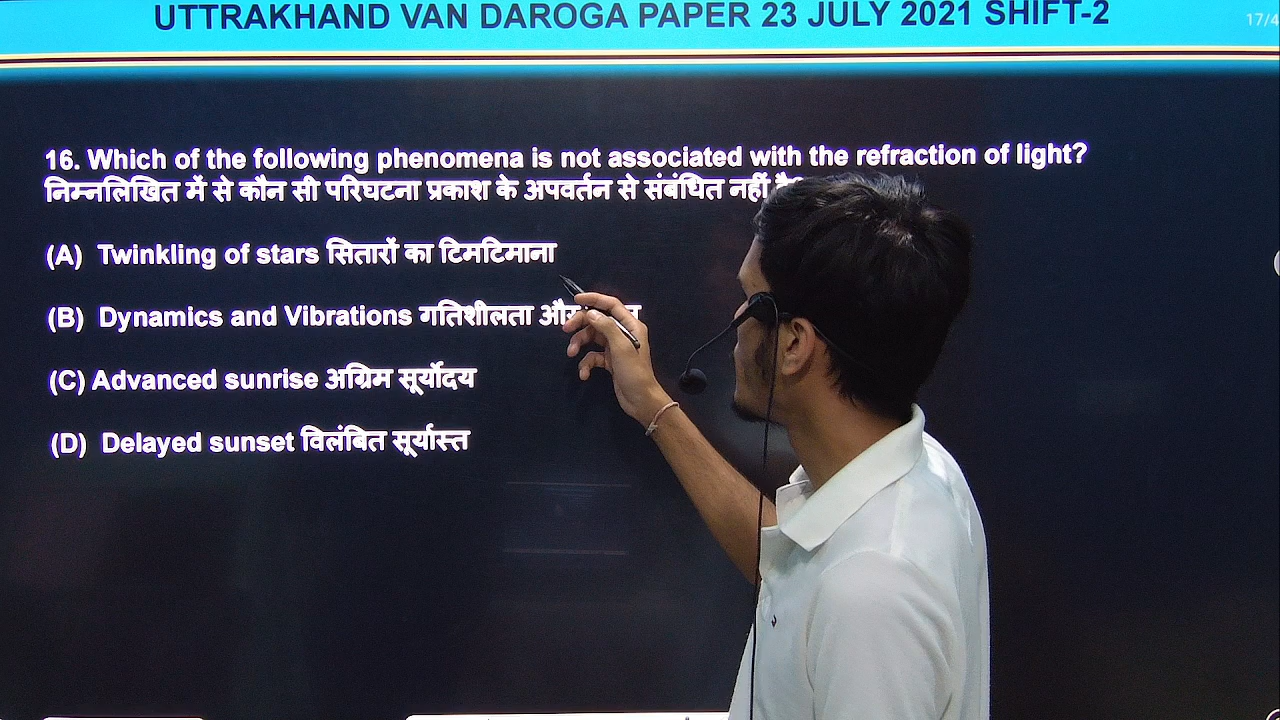 UTTRAKHAND VAN DAROGA PAPER 23 JULY 2021 SHIFT-2
17/4
16. Which of the following phenomena is not associated with the refraction of light?
निम्नलिखित में से कौन सी परिघटना प्रकाश के अपवर्तन से संबंधित नहीं है?
(A) Twinkling of stars सितारों का टिमटिमाना
(B) Dynamics and Vibrations गतिशीलता और
(C) Advanced sunrise अग्रिम सूर्योदय
(D) Delayed sunset विलंबित सूर्यास्त